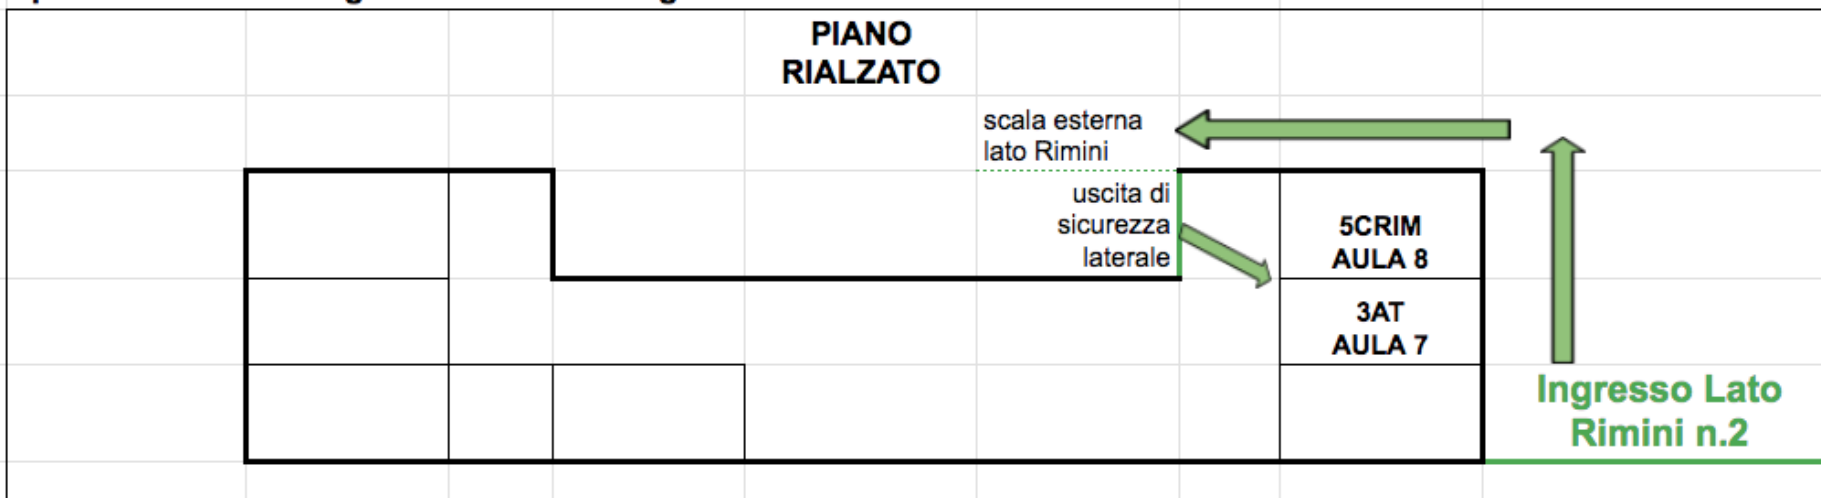 PIANO
RIALZATO
scala esterna
lato Rimini
uscita di
sicurezza
laterale
5CRIM
AULA 8
3AT
AULA 7
Ingresso Lato
Rimini n.2